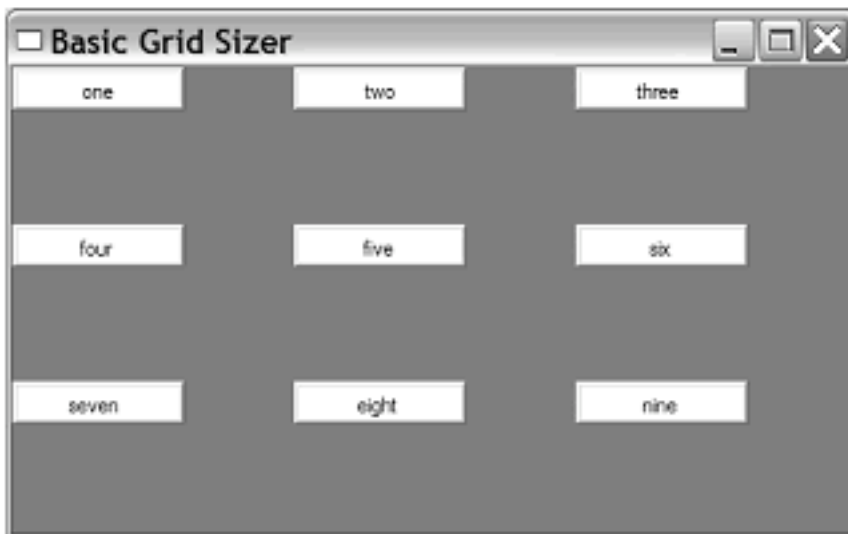 Basic Grid Sizer
one two three
four five six
seven eight nine